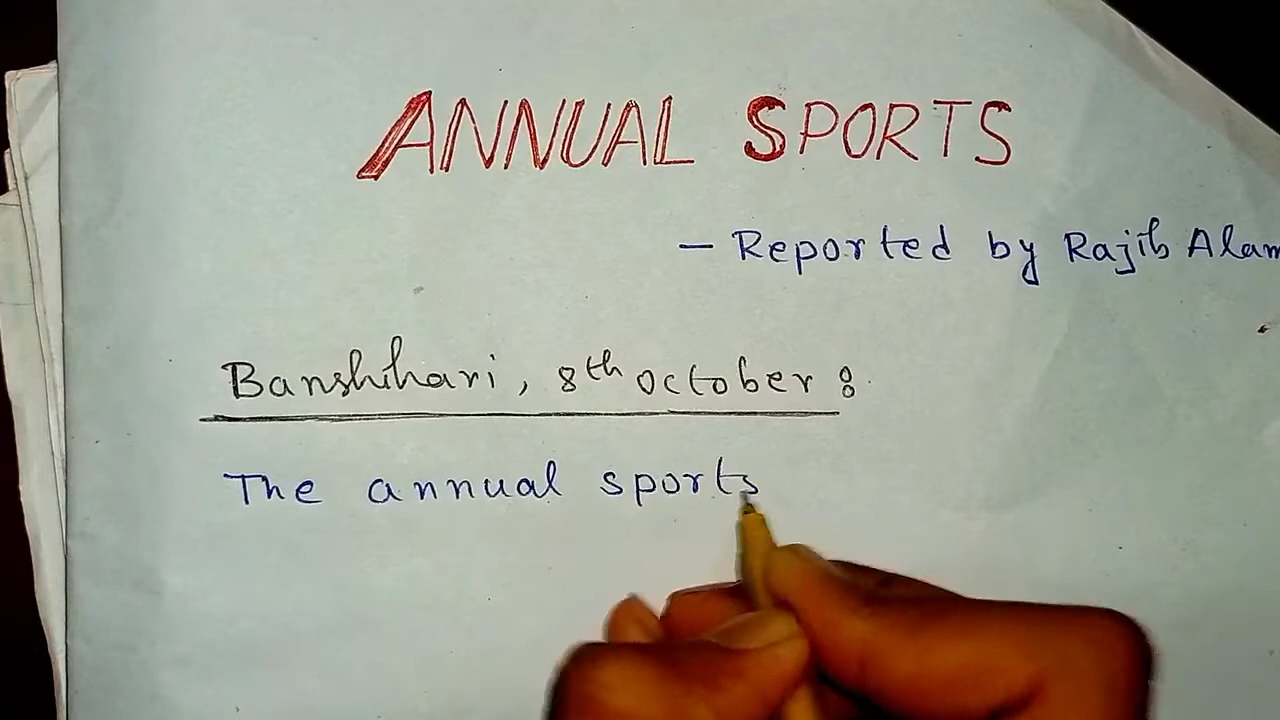 ANNUAL SPORTS
- Reported by Rajib Alam
Banshihari, 8th october :
The annual sports